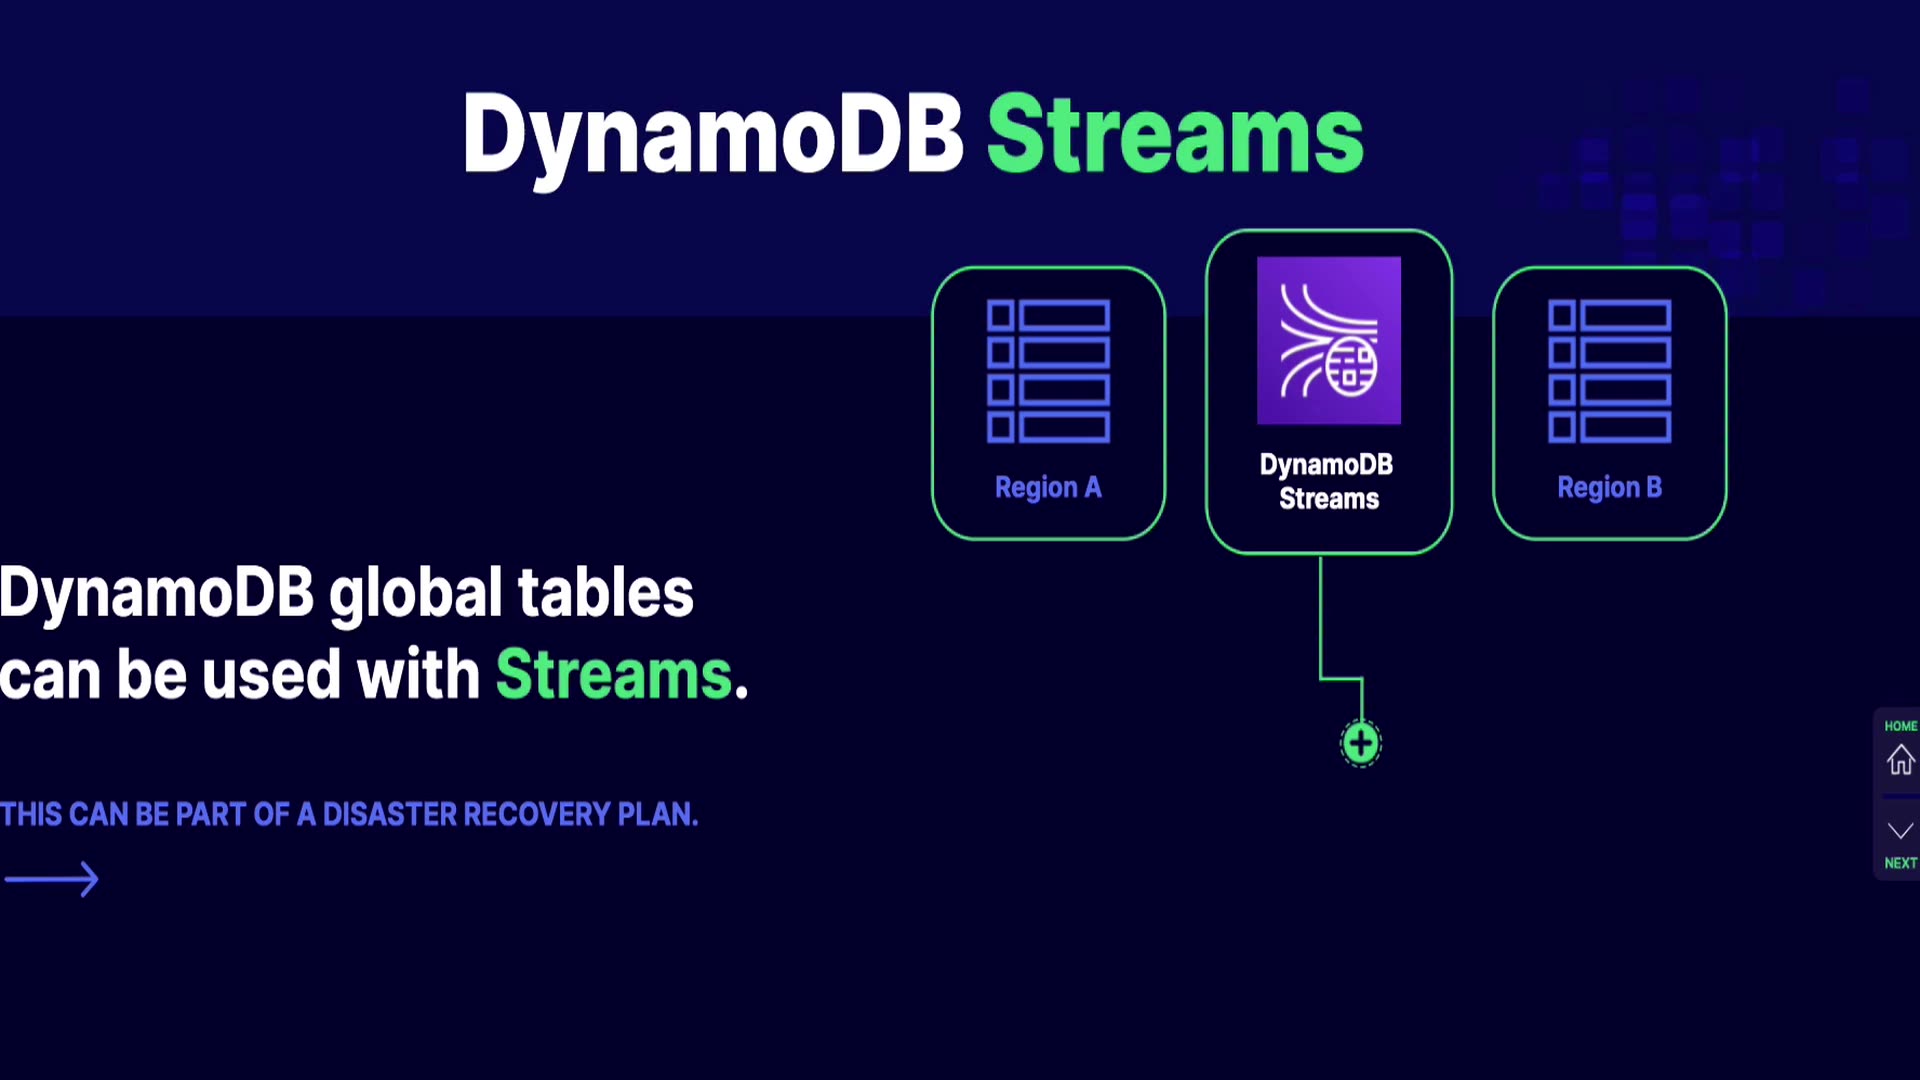 DynamoDB Streams
Region A
DynamoDB
Streams
Region B
DynamoDB global tables
can be used with Streams.
THIS CAN BE PART OF A DISASTER RECOVERY PLAN.
HOME
NEXT